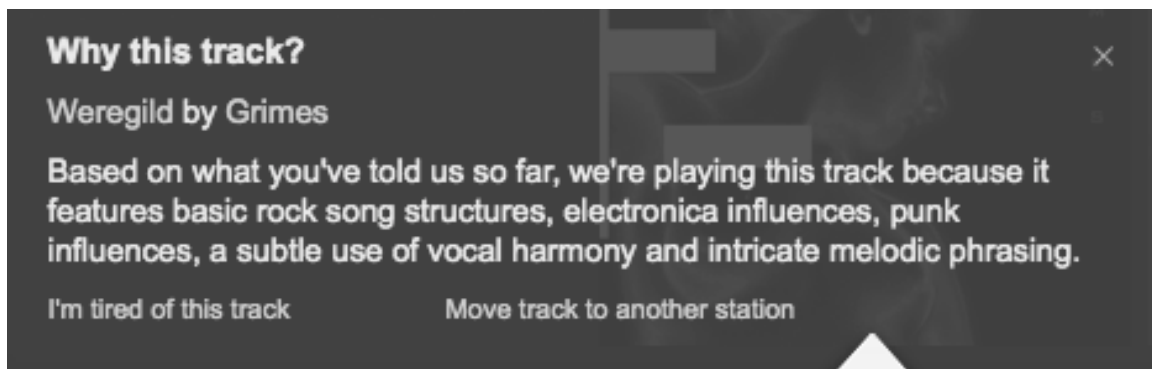 Why this track?
Weregild by Grimes
Based on what you've told us so far, we're playing this track because it
features basic rock song structures, electronica influences, punk
influences, a subtle use of vocal harmony and intricate melodic phrasing.
I'm tired of this track Move track to another station